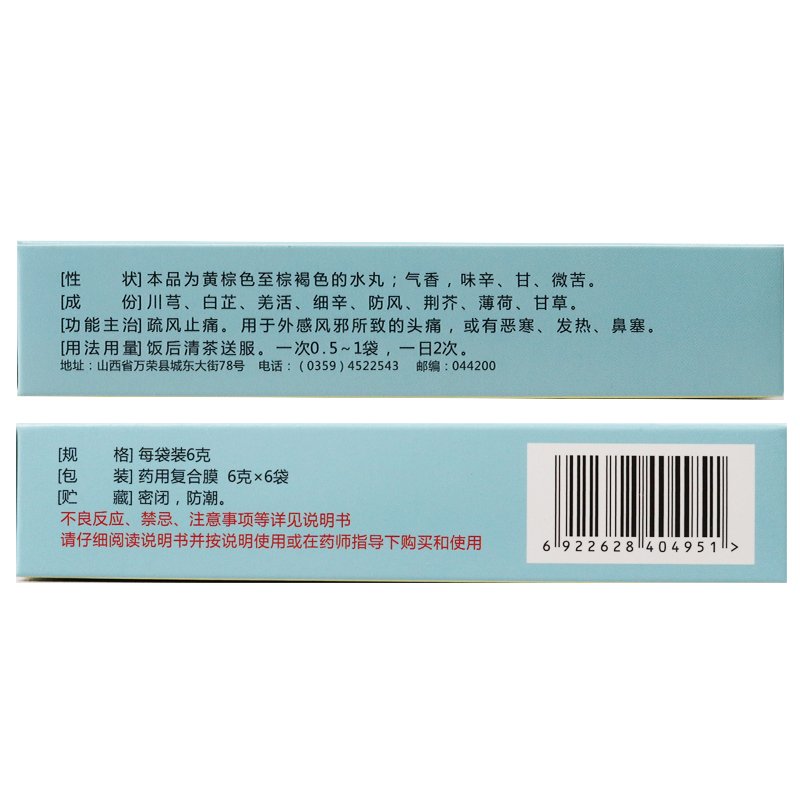 [性 状] 本品为黄棕色至棕褐色的水丸；气香，味辛、甘、微苦。
[成 份] 川芎、白芷、羌活、细辛、防风、荆芥、薄荷、甘草。
[功能主治] 疏风止痛。用于外感风邪所致的头痛，或有恶寒、发热、鼻塞。
[用法用量] 饭后清茶送服。一次0.5~1袋，一日2次。
地址：山西省万荣县城东大街78号 电话：(0359) 4522543 邮编：044200
[规 格] 每袋装6克
[包 装] 药用复合膜 6克×6袋
[贮 藏] 密闭，防潮。
不良反应、禁忌、注意事项等详见说明书
请仔细阅读说明书并按说明使用或在药师指导下购买和使用
6 922628 404951 >